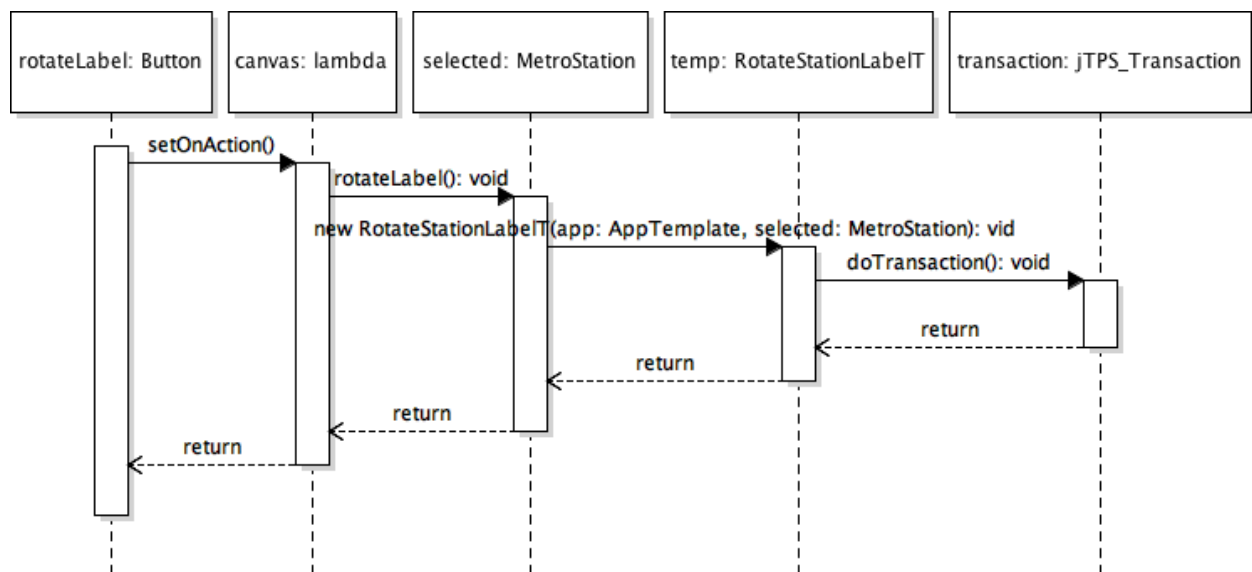 rotateLabel: Button
canvas: lambda
selected: MetroStation
temp: RotateStationLabelT
transaction: jTPS_Transaction
setOnAction()
rotateLabel(): void
new RotateStationLabelT(app: AppTemplate, selected: MetroStation): vid
doTransaction(): void
return
return
return
return